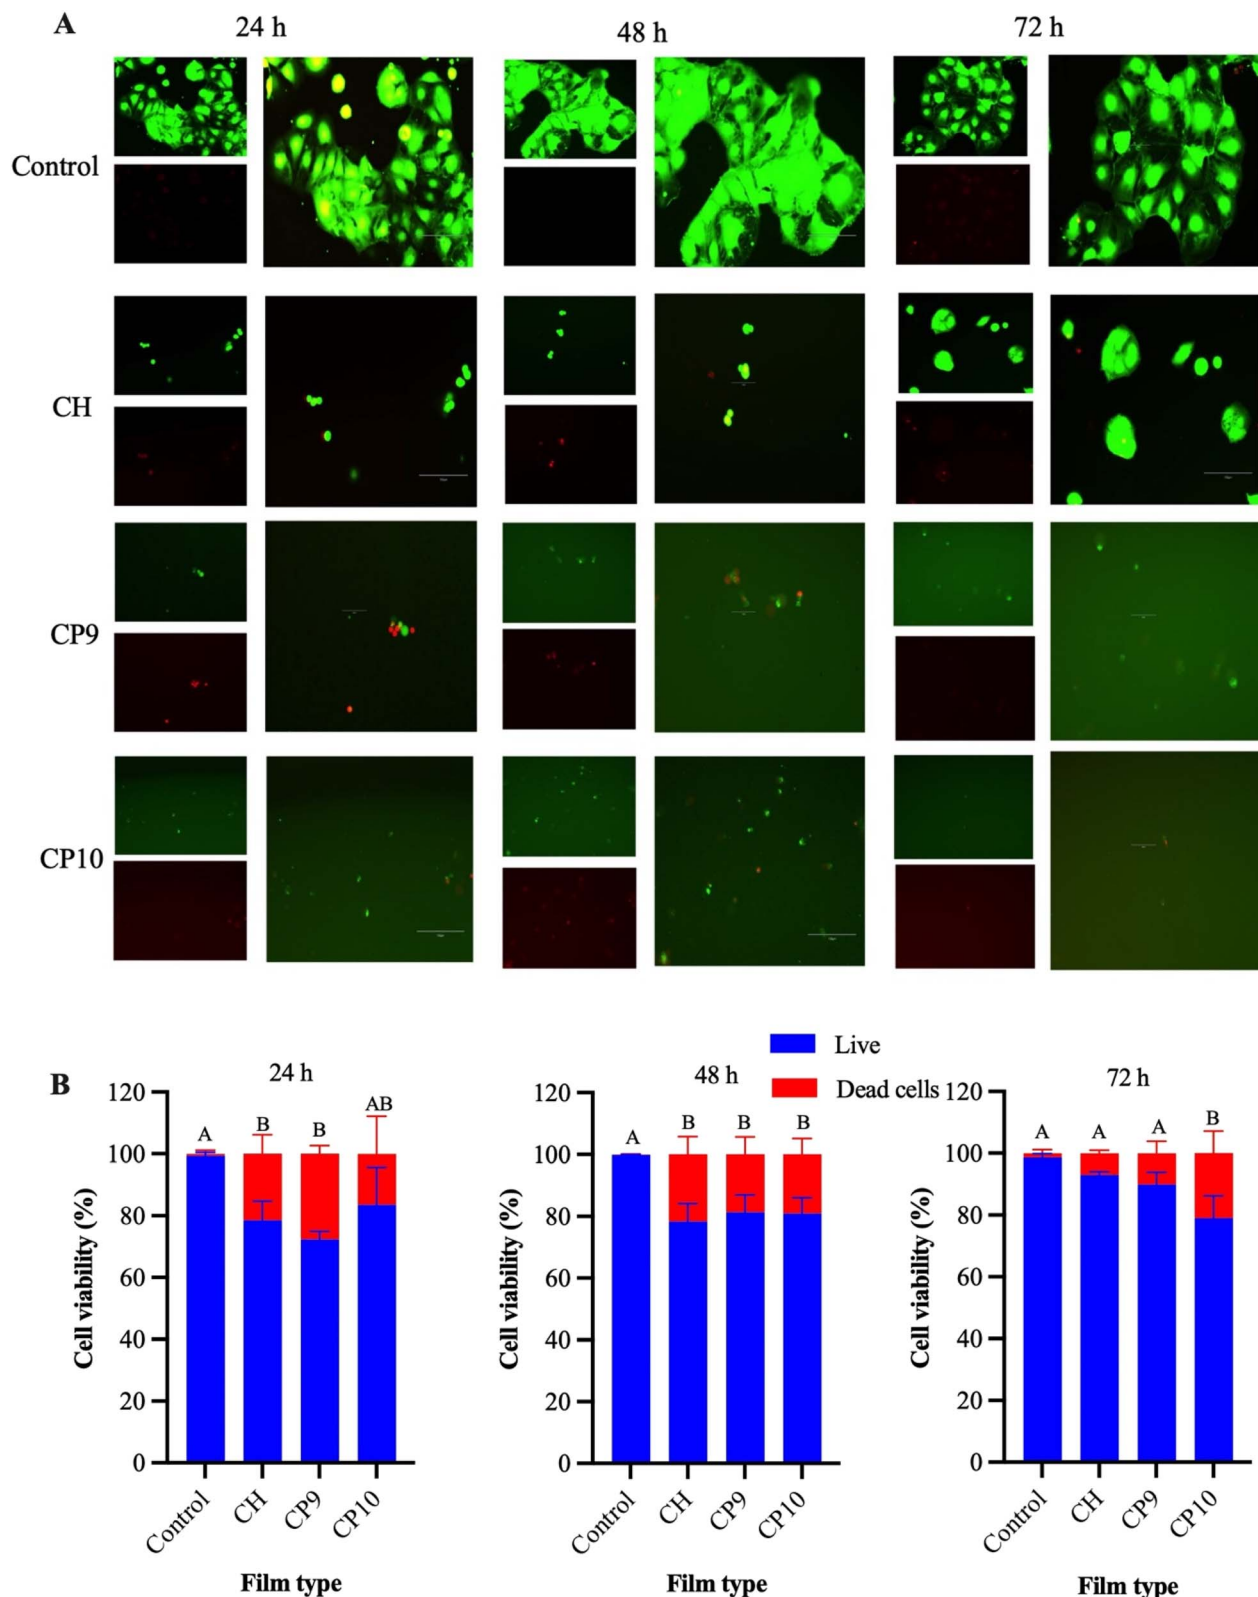 A
24 h
48 h
72 h
Control
CH
CP9
CP10
Live
Dead cells
B
24 h
48 h
72 h
120
100
80
60
40
20
0
Cell viability (%)
A
B
B
AB
Control
CH
CP9
CP10
Film type
120
100
80
60
40
20
0
Cell viability (%)
A
B
B
B
Control
CH
CP9
CP10
Film type
120
100
80
60
40
20
0
Cell viability (%)
A
A
A
B
Control
CH
CP9
CP10
Film type